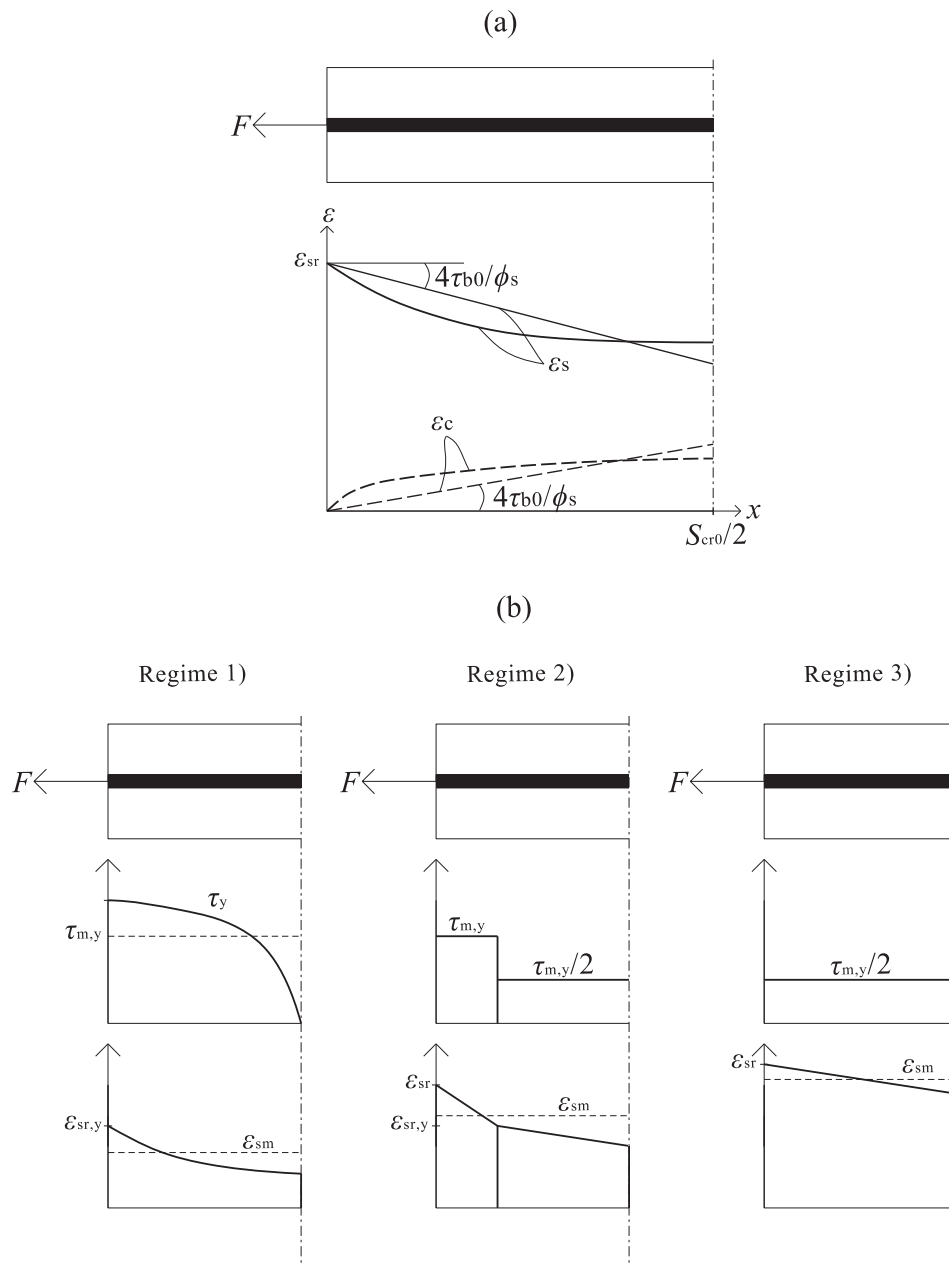 (a)
F
ε
εsr
4τb0/ϕs
εs
εc
4τb0/ϕs
x
Scr0/2
(b)
Regime 1) Regime 2) Regime 3)
F F F
τy
τm,y τm,y
τm,y/2 τm,y/2
εsr εsr
εsm
εsm
εsr,y εsr,y
εsm